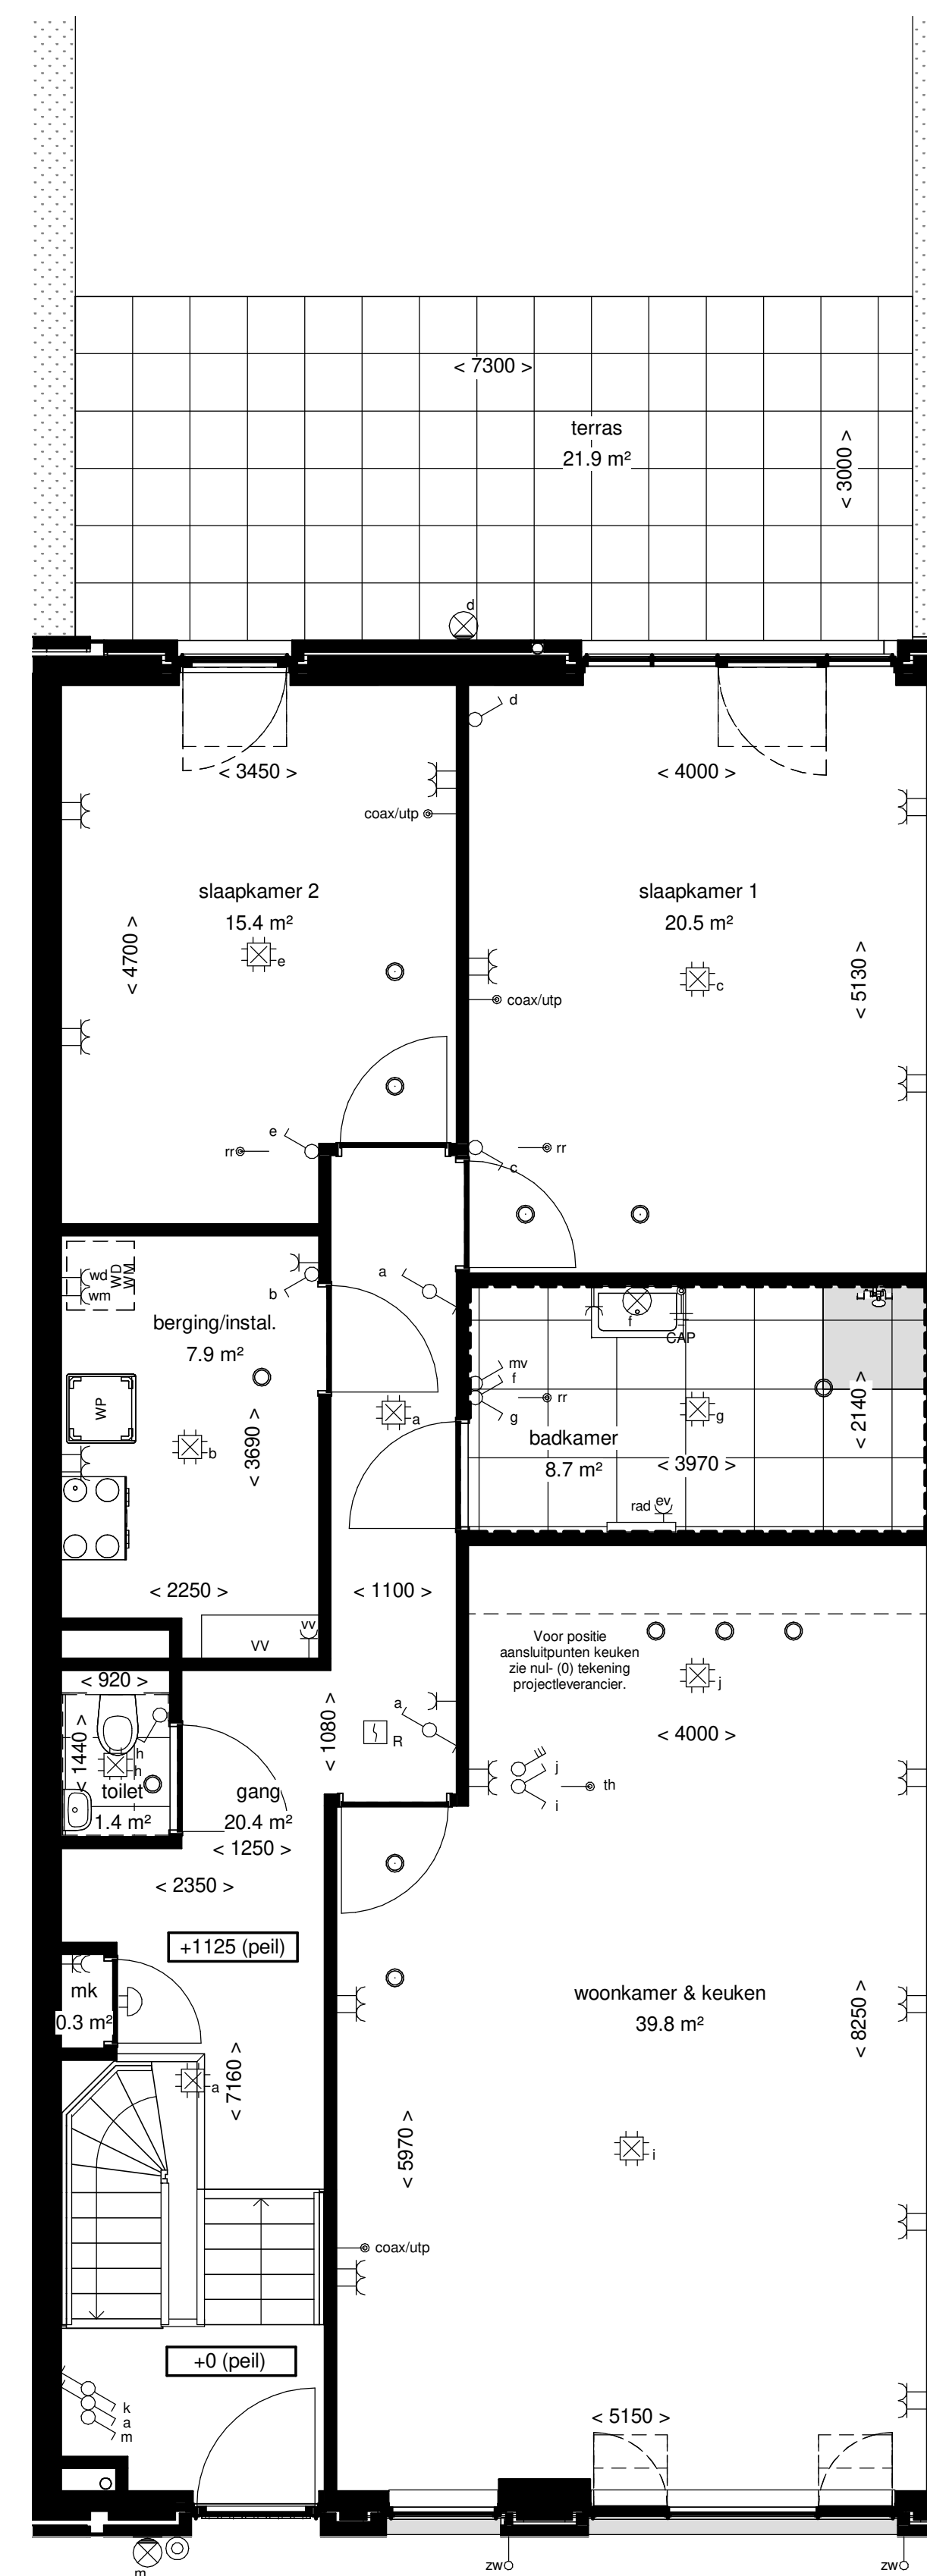 < 7300 >
terras
21.9 m²
< 3000 >
d
d
< 3450 >
< 4000 >
coax/utp
slaapkamer 2
15.4 m²
slaapkamer 1
20.5 m²
< 4700 >
e
c
< 5130 >
coax/utp
e
rr
rr
c
wd
wm
WD
WM
b
a
berging/instal.
7.9 m²
f
CAP
mv
f
g
rr
WP
a
g
< 2140 >
b
< 3690 >
badkamer
8.7 m²
< 3970 >
rad
ev
< 2250 >
< 1100 >
vv
VV
Voor positie
aansluitpunten keuken
zie nul- (0) tekening
projectleverancier.
j
< 920 >
< 1440 >
h
h
toilet
1.4 m²
< 1080 >
a
R
< 4000 >
j
i
th
gang
20.4 m²
< 1250 >
< 2350 >
+1125 (peil)
mk
0.3 m²
woonkamer & keuken
39.8 m²
< 8250 >
a
< 7160 >
< 5970 >
i
coax/utp
+0 (peil)
k
a
m
< 5150 >
m
zw
zw